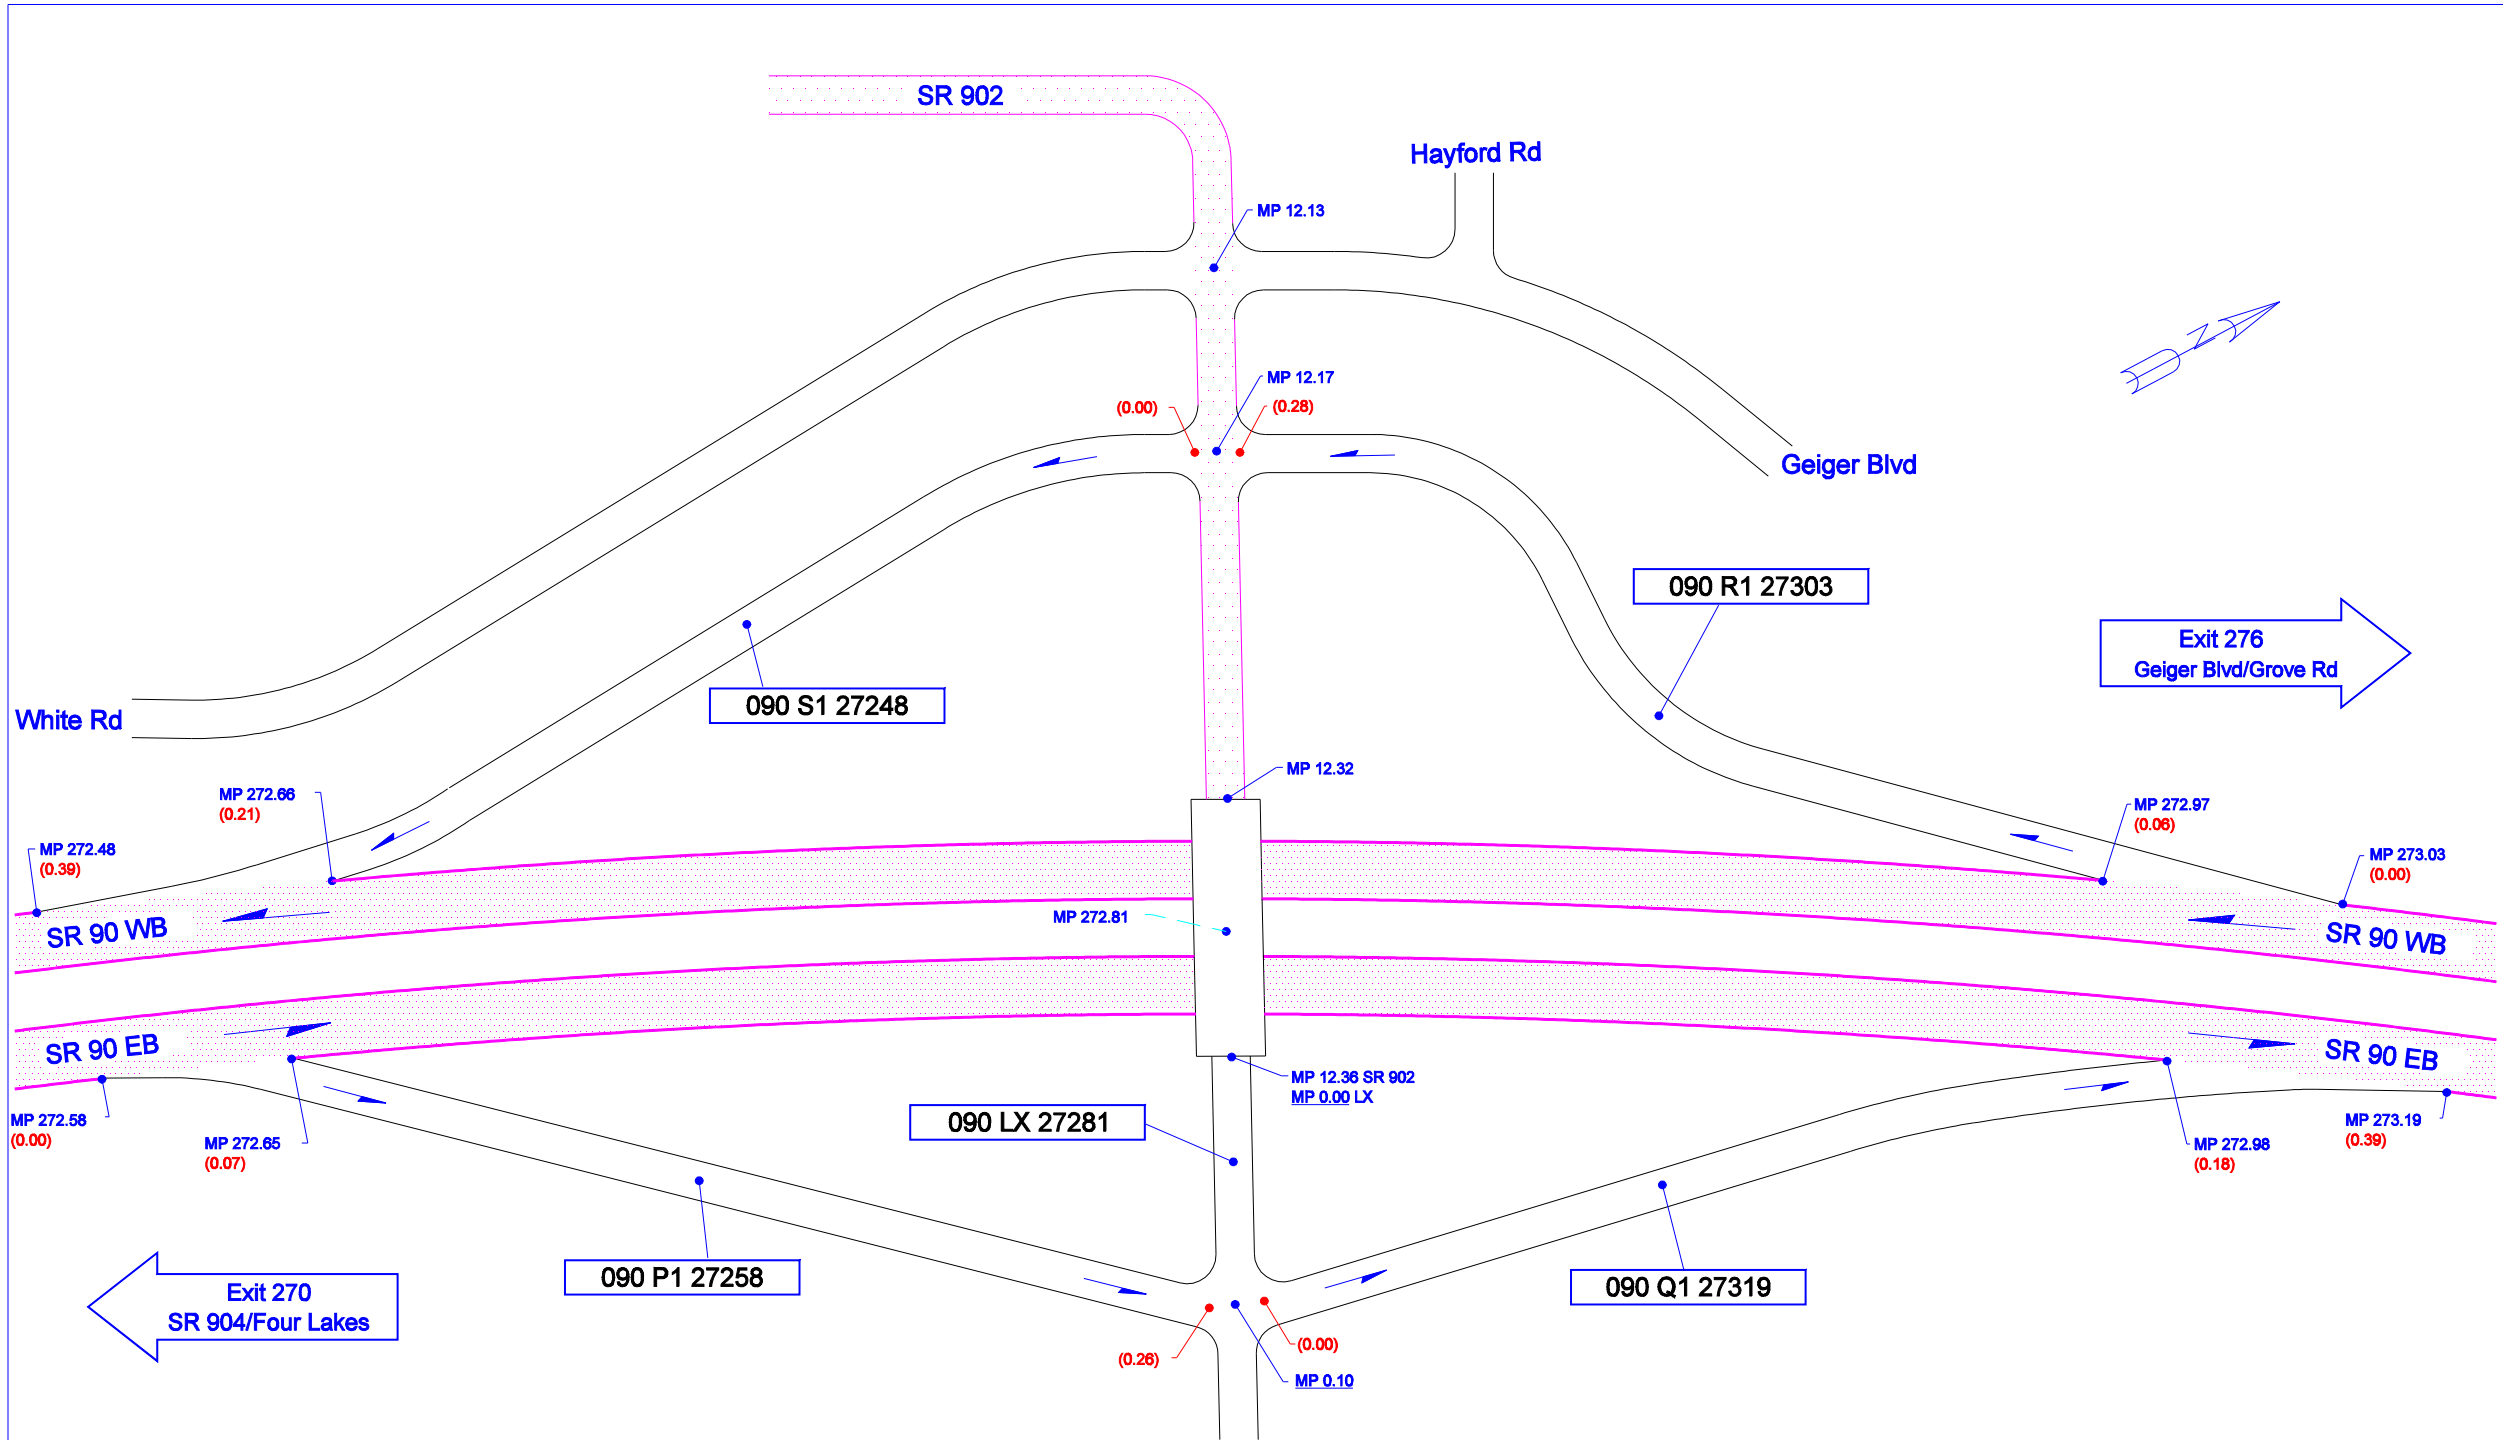 SR 902
Hayford Rd
MP 12.13
N
MP 12.17
(0.00)
(0.28)
Geiger Blvd
090 R1 27303
Exit 276
Geiger Blvd/Grove Rd
090 S1 27248
White Rd
MP 12.32
MP 272.66
(0.21)
MP 272.97
(0.06)
MP 272.48
(0.39)
MP 273.03
(0.00)
MP 272.81
SR 90 WB
SR 90 WB
SR 90 EB
SR 90 EB
MP 12.36 SR 902
MP 0.00 LX
090 LX 27281
MP 272.58
(0.00)
MP 272.65
(0.07)
MP 273.19
(0.39)
MP 272.98
(0.18)
090 P1 27258
090 Q1 27319
Exit 270
SR 904/Four Lakes
(0.26)
(0.00)
MP 0.10